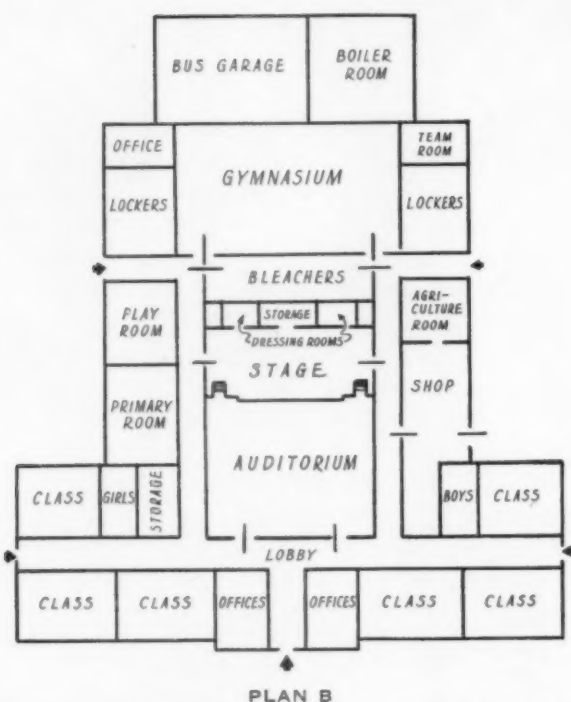 BUS GARAGE
BOILER
ROOM
OFFICE
TEAM
ROOM
GYMNASIUM
LOCKERS
LOCKERS
BLEACHERS
PLAY
ROOM
STORAGE
AGRI-
CULTURE
ROOM
DRESSING ROOMS
STAGE
SHOP
PRIMARY
ROOM
AUDITORIUM
CLASS
GIRLS
STORAGE
BOYS
CLASS
LOBBY
CLASS
CLASS
OFFICES
OFFICES
CLASS
CLASS
PLAN B